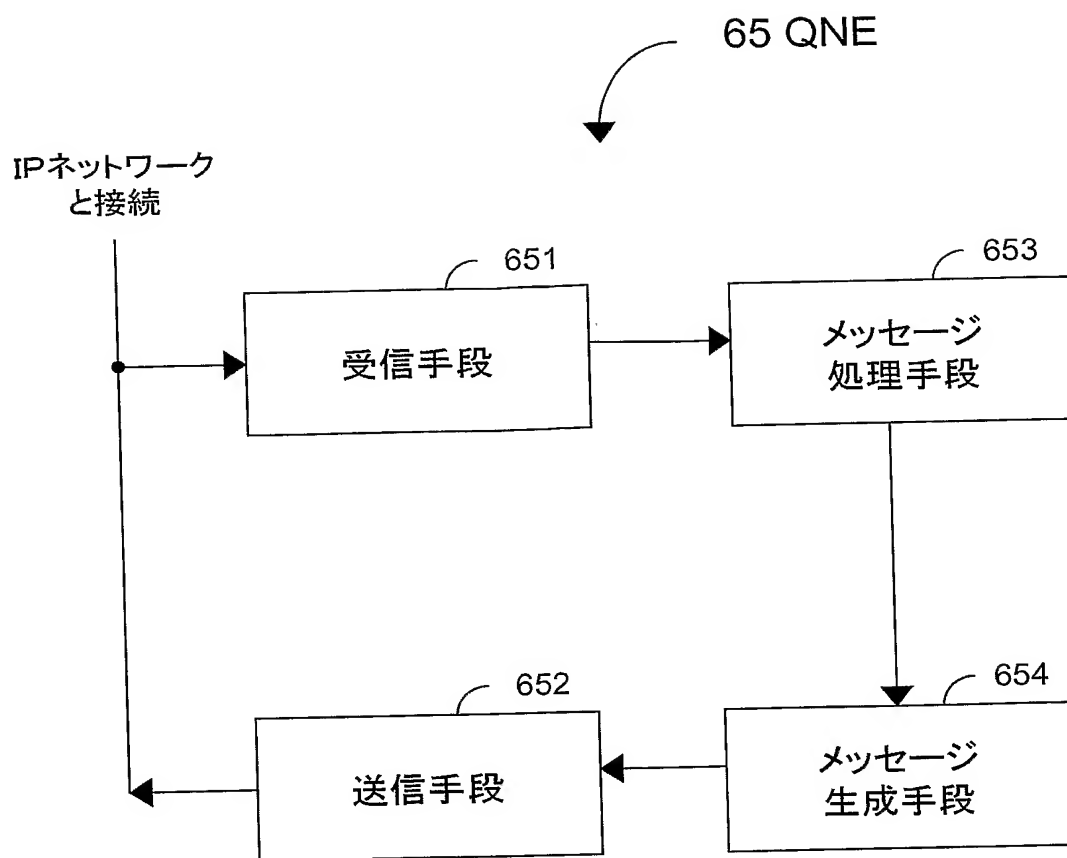 65 QNE
IPネットワーク
と接続
651
受信手段
653
メッセージ
処理手段
652
送信手段
654
メッセージ
生成手段